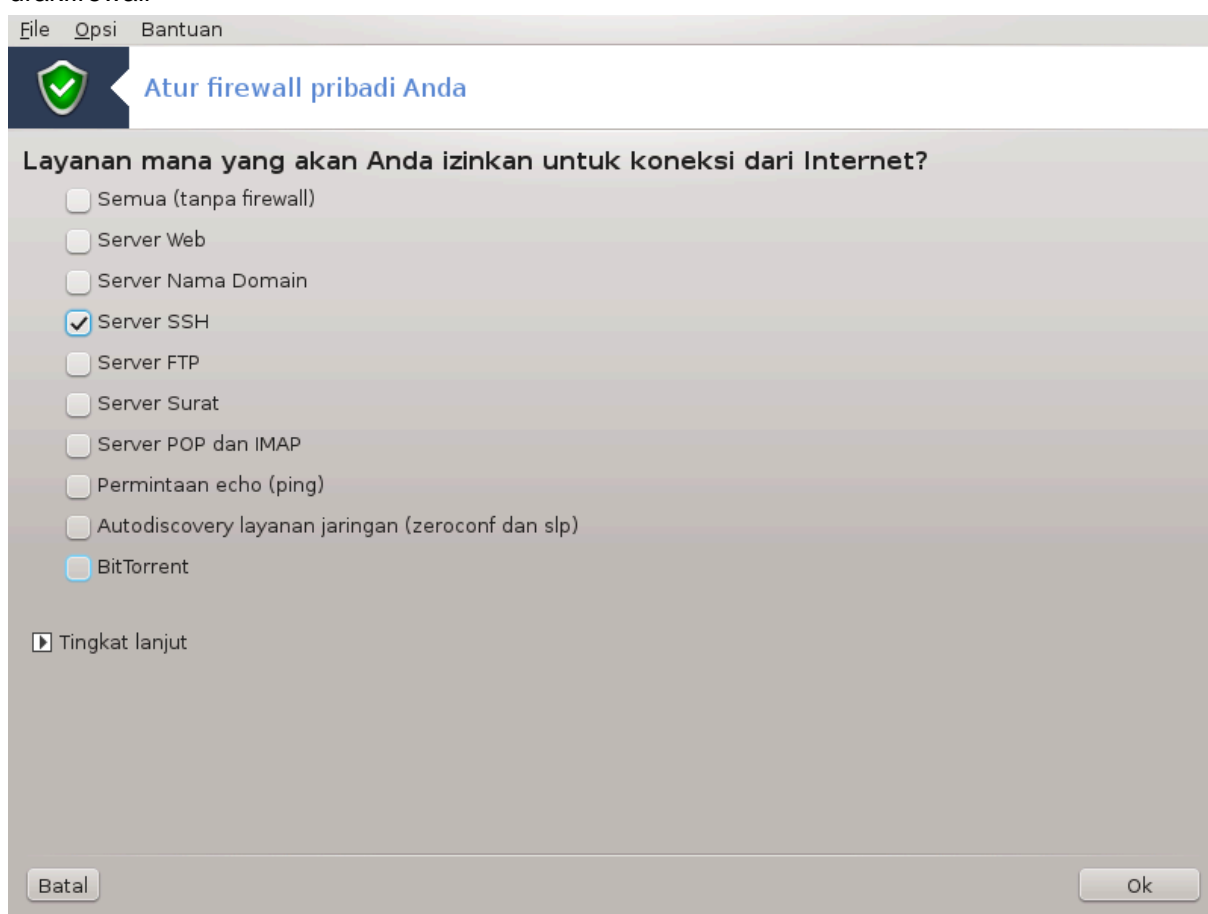 File Opsi Bantuan
Atur firewall pribadi Anda
Layanan mana yang akan Anda izinkan untuk koneksi dari Internet?
Semua (tanpa firewall)
Server Web
Server Nama Domain
Server SSH
Server FTP
Server Surat
Server POP dan IMAP
Permintaan echo (ping)
Autodiscovery layanan jaringan (zeroconf dan slp)
BitTorrent
Tingkat lanjut
Batal Ok